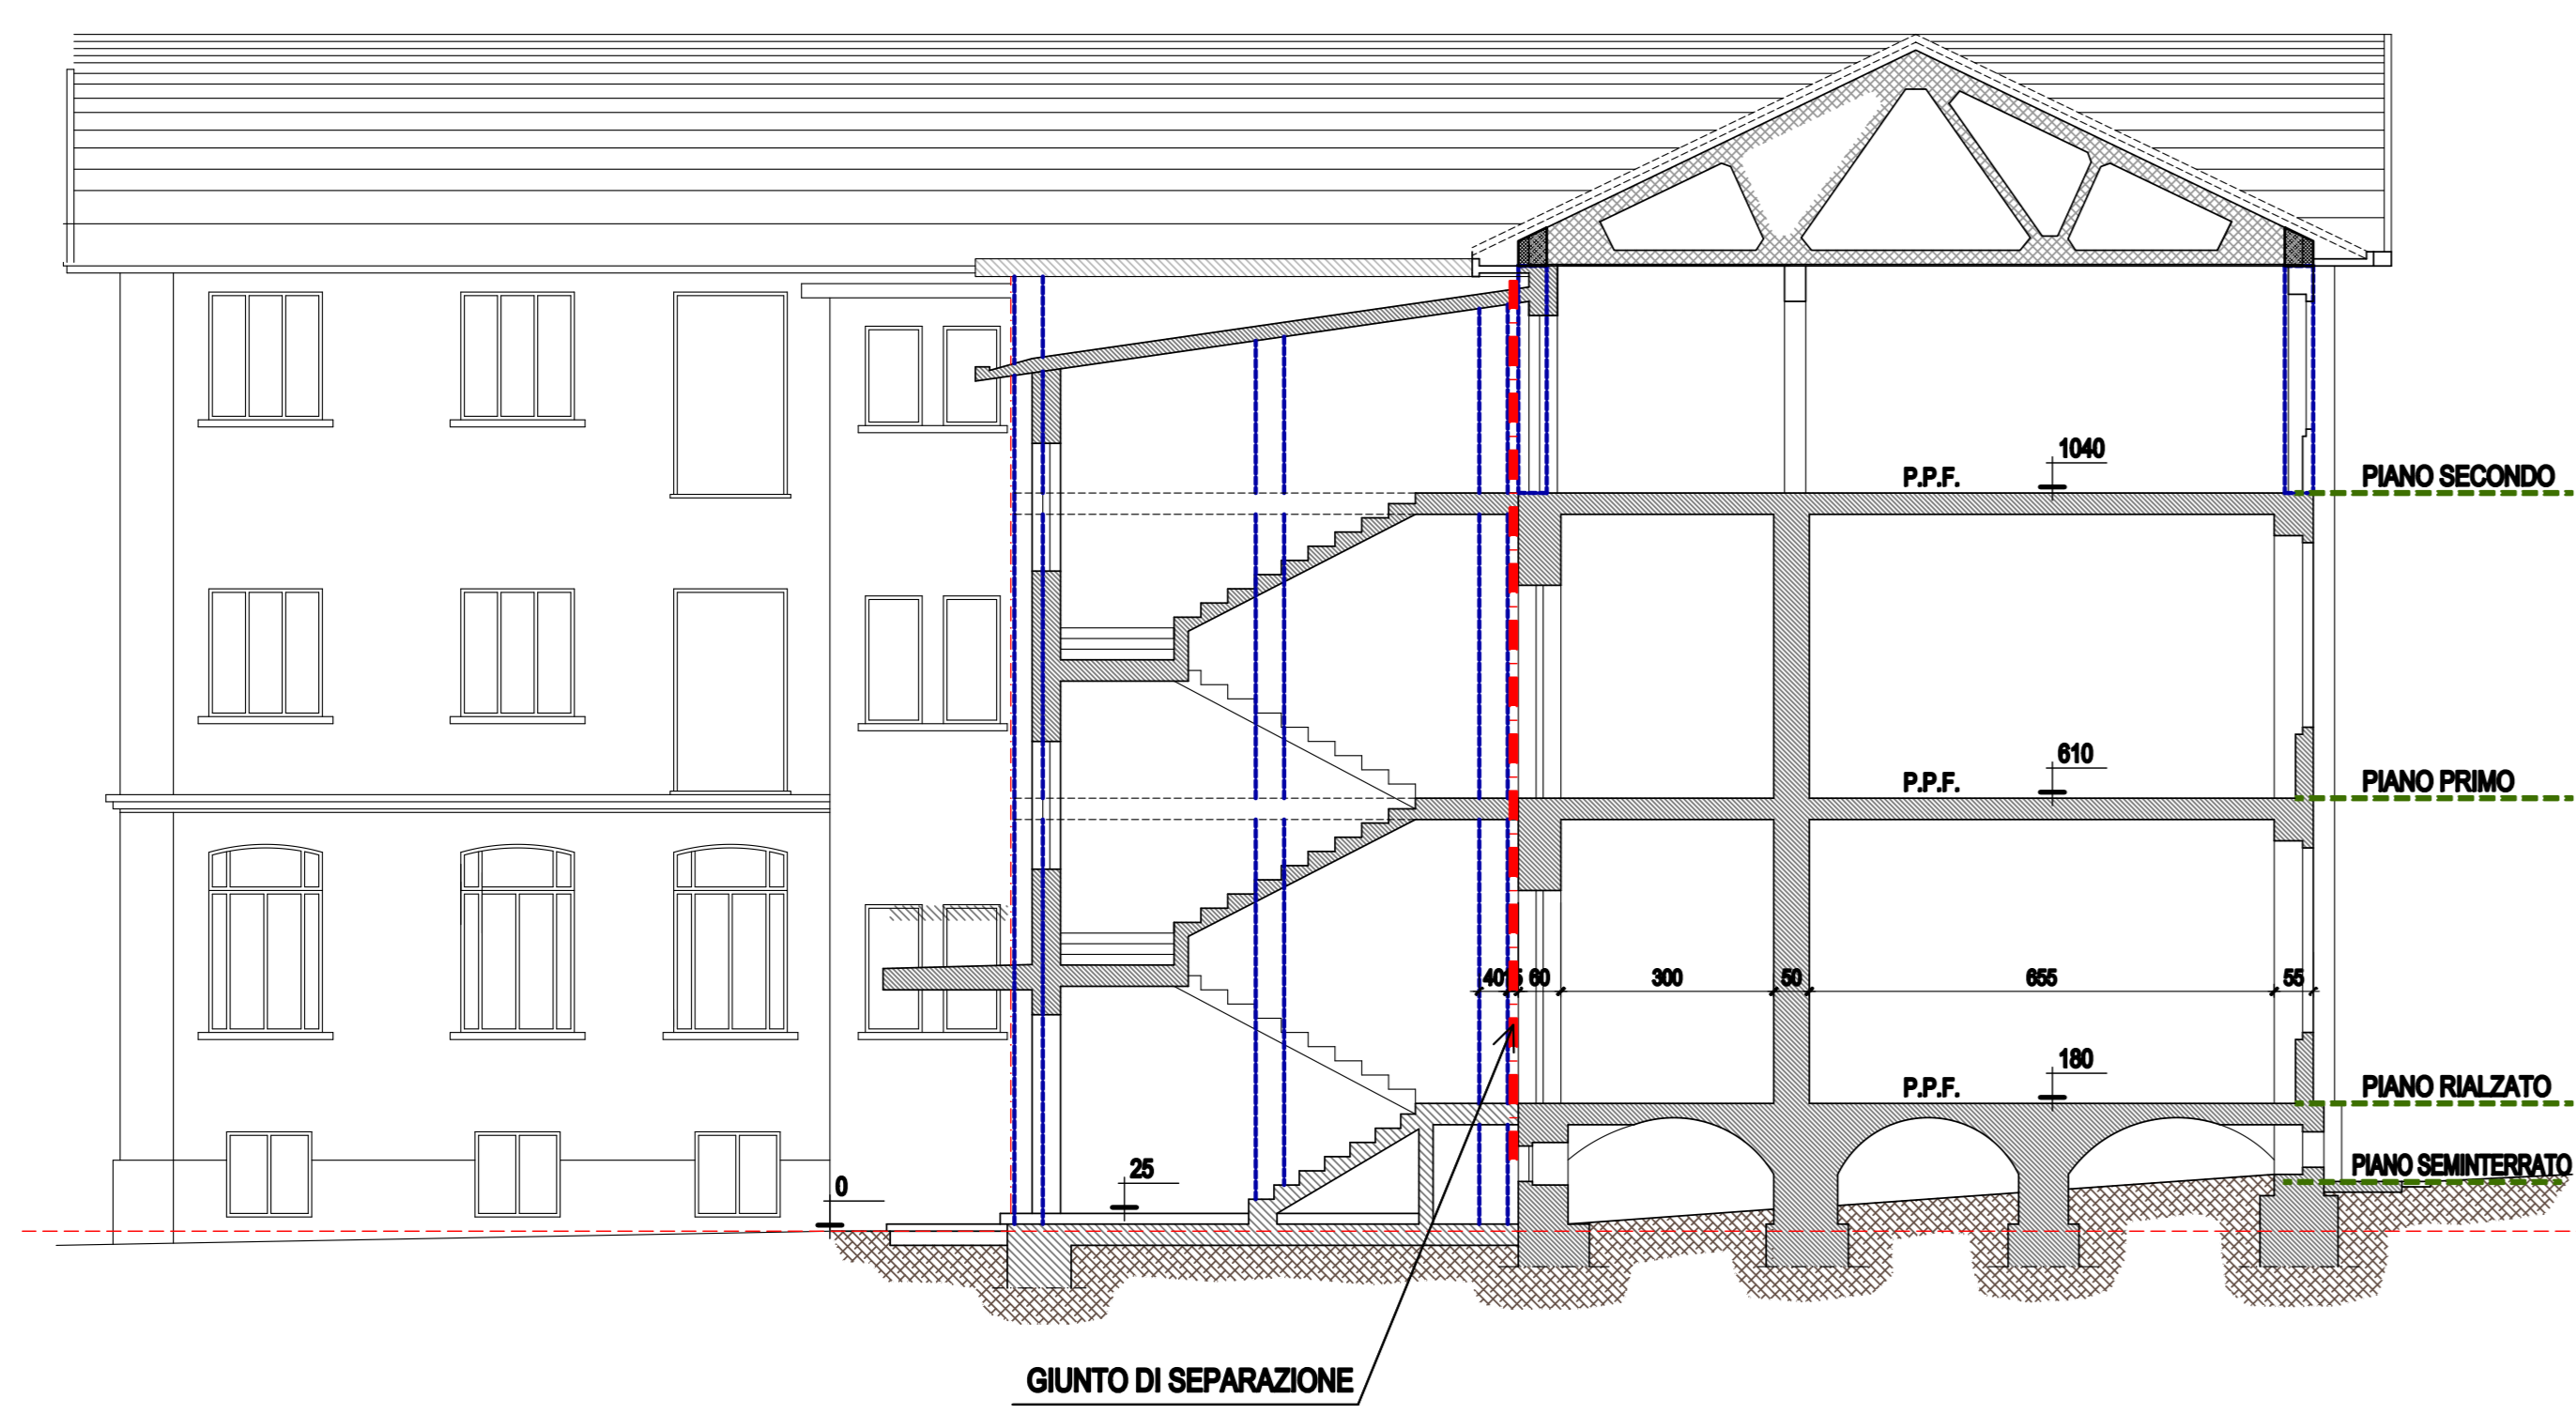 1040
P.P.F.
PIANO SECONDO
610
P.P.F.
PIANO PRIMO
40 15 60 300 50 655 55
180
P.P.F.
PIANO RIALZATO
PIANO SEMINTERRATO
25
0
GIUNTO DI SEPARAZIONE